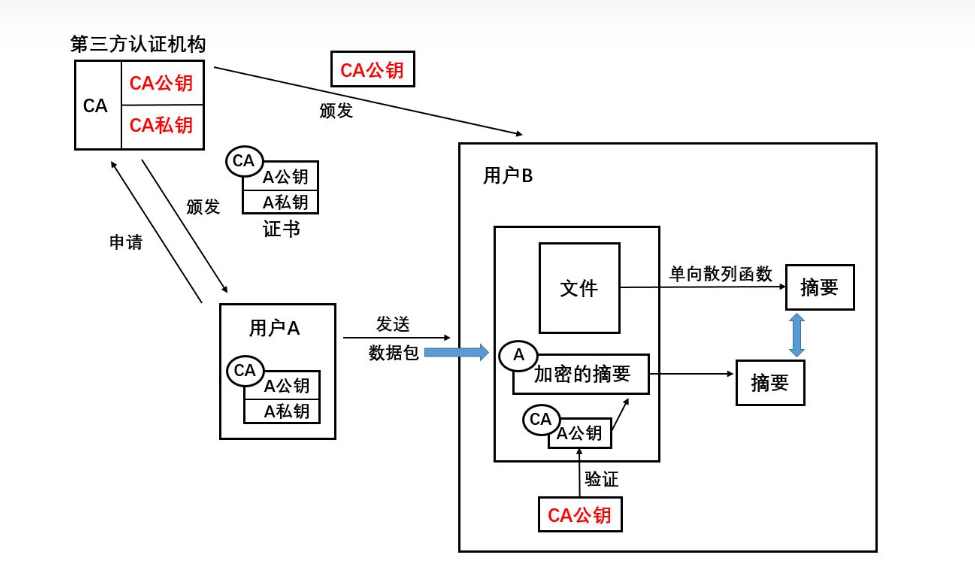 第三方认证机构
CA
CA公钥
CA私钥
CA公钥
颁发
CA
A公钥
A私钥
证书
颁发
申请
用户A
CA
A公钥
A私钥
发送
数据包
用户B
文件
单向散列函数
摘要
A
加密的摘要
摘要
CA
A公钥
验证
CA公钥